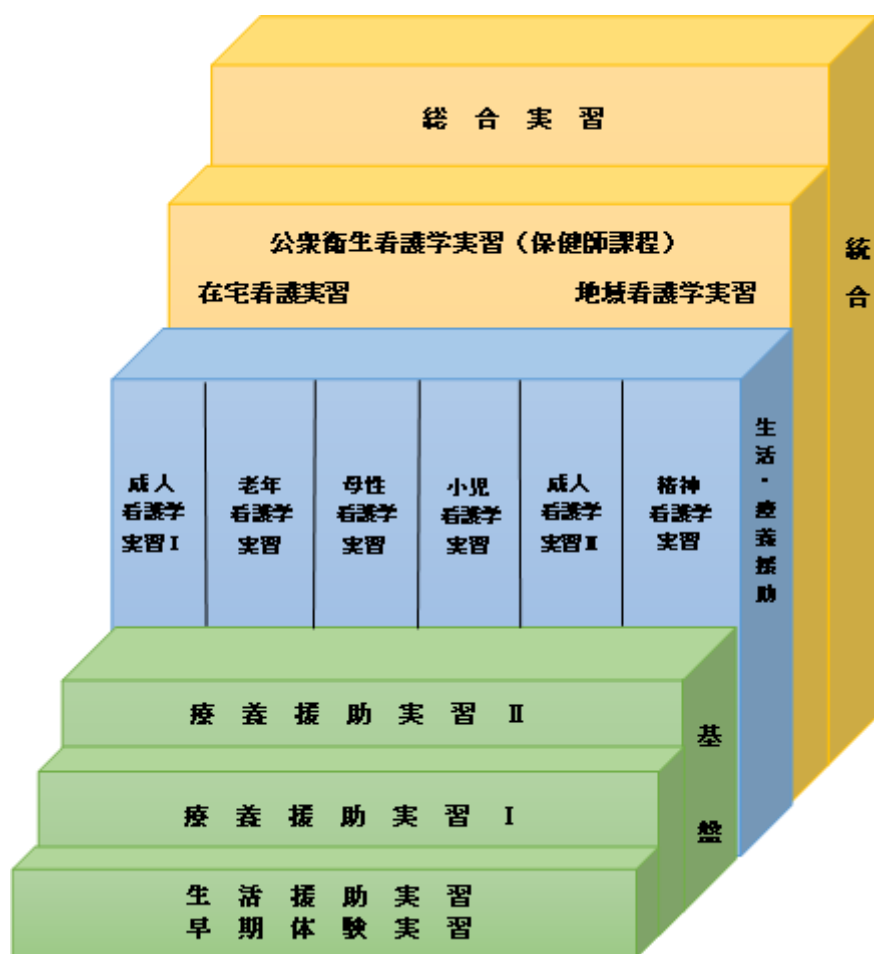 総合実習
公衆衛生看護学実習(保健師課程)
在宅看護実習
地域看護学実習
統合
成人
看護学
実習Ⅰ
老年
看護学
実習
母性
看護学
実習
小児
看護学
実習
成人
看護学
実習Ⅱ
精神
看護学
実習
生活・療養援助
療養援助実習Ⅱ
療養援助実習Ⅰ
生活援助実習
早期体験実習
基盤